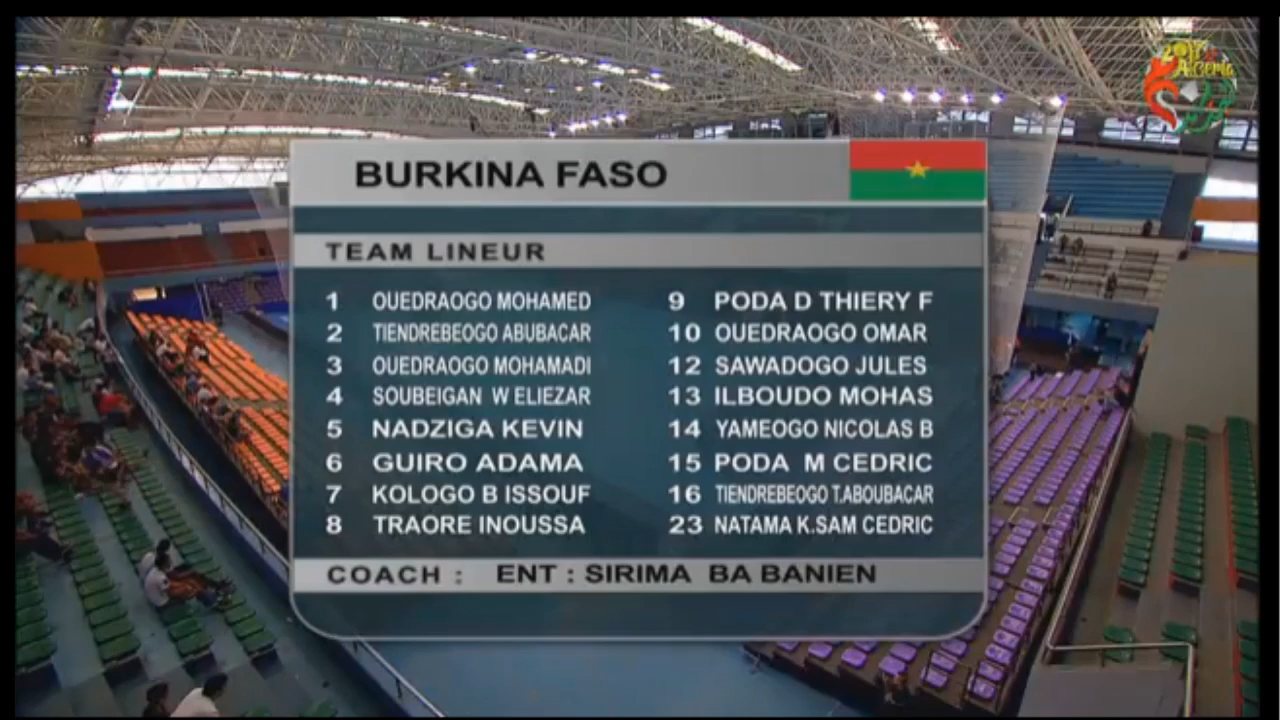 BURKINA FASO
TEAM LINEUR
1 OUEDRAOGO MOHAMED
2 TIENDREBEOGO ABUBACAR
3 OUEDRAOGO MOHAMADI
4 SOUBEIGAN W ELIEZAR
5 NADZIGA KEVIN
6 GUIRO ADAMA
7 KOLOGO B ISSOUF
8 TRAORE INOUSSA
9 PODA D THIERY F
10 OUEDRAOGO OMAR
12 SAWADOGO JULES
13 ILBOUDO MOHAS
14 YAMEOGO NICOLAS B
15 PODA M CEDRIC
16 TIENDREBEOGO T.ABOUBACAR
23 NATAMA K.SAM CEDRIC
COACH : ENT : SIRIMA BA BANIEN
Algeria